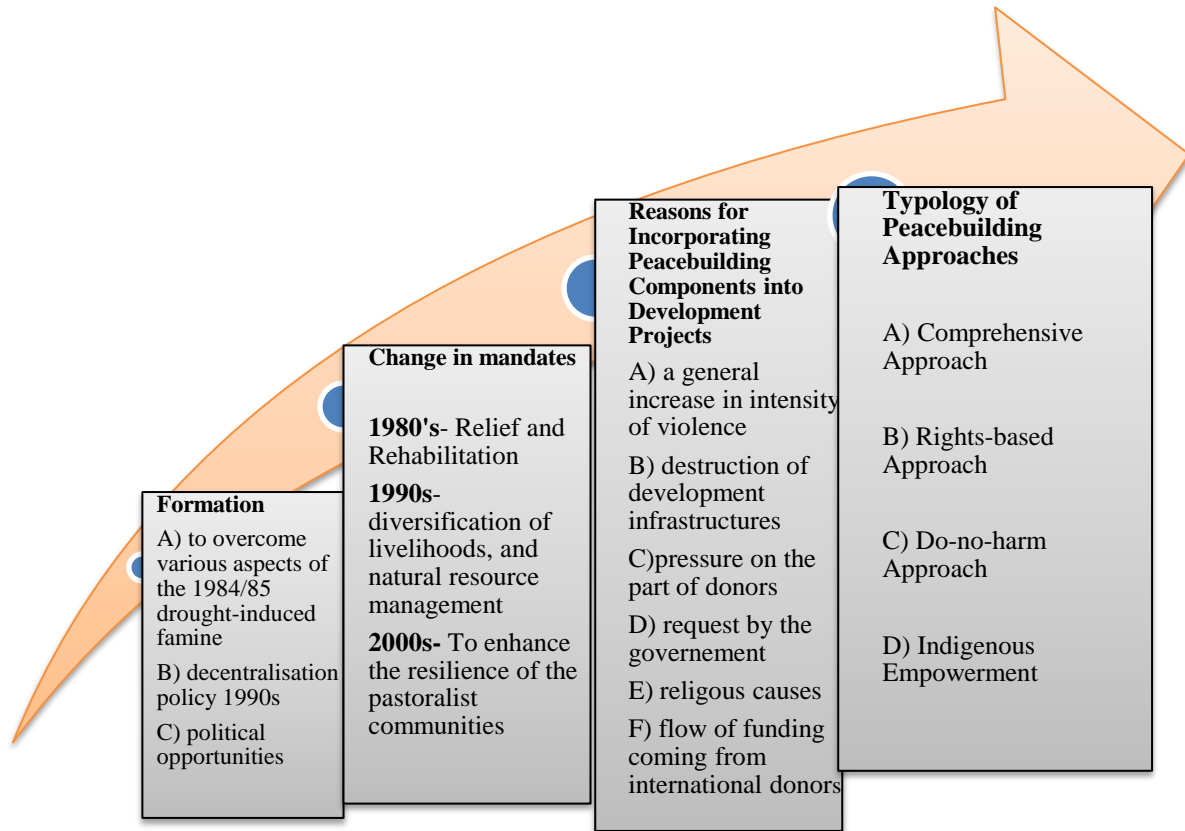 Formation
A) to overcome
various aspects of
the 1984/85
drought-induced
famine
B) decentralisation
policy 1990s
C) political
opportunities
Change in mandates
1980's- Relief and
Rehabilitation
1990s-
diversification of
livelihoods, and
natural resource
management
2000s- To enhance
the resilience of the
pastoralist
communities
Reasons for
Incorporating
Peacebuilding
Components into
Development
Projects
A) a general
increase in intensity
of violence
B) destruction of
development
infrastructures
C)pressure on the
part of donors
D) request by the
governement
E) religous causes
F) flow of funding
coming from
international donors
Typology of
Peacebuilding
Approaches
A) Comprehensive
Approach
B) Rights-based
Approach
C) Do-no-harm
Approach
D) Indigenous
Empowerment